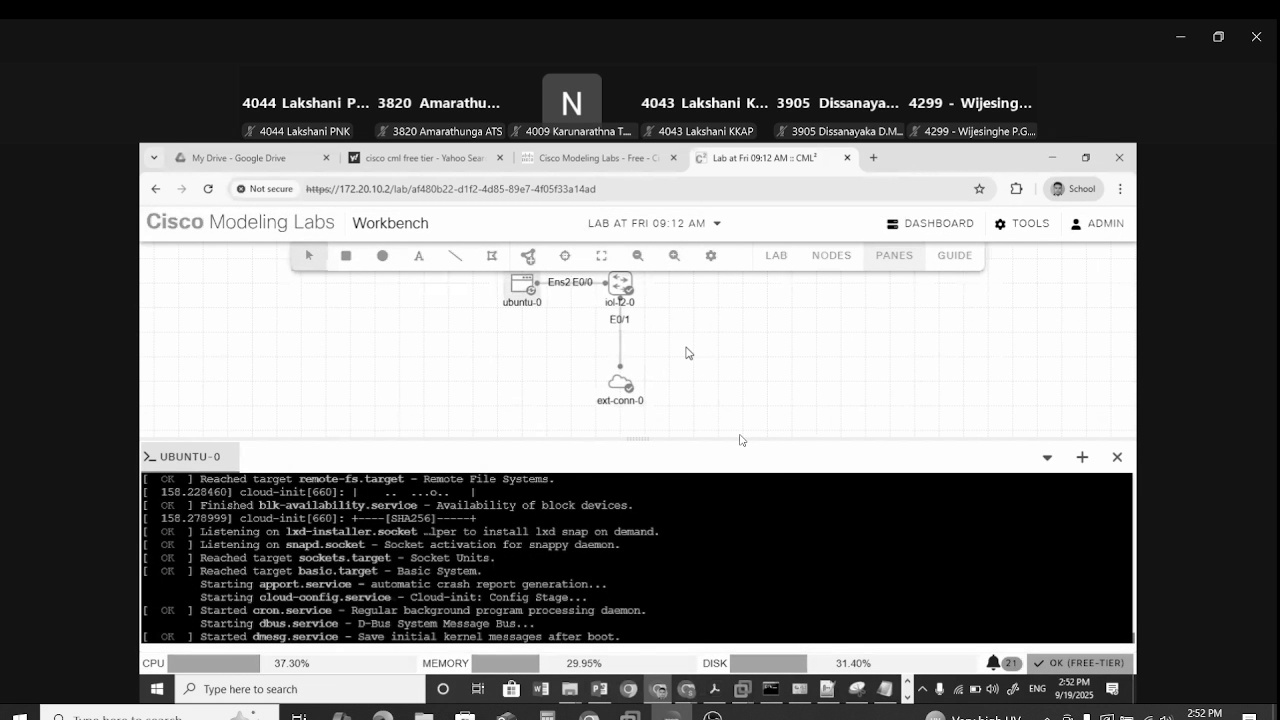 4044 Lakshani P... 3820 Amarathu... N 4043 Lakshani K... 3905 Dissanaya... 4299 - Wijesing...
4044 Lakshani PNK 3820 Amarathunga ATS 4009 Karunarathna T... 4043 Lakshani KKAP 3905 Dissanayaka D.M... 4299 - Wijesinghe P.G....
My Drive - Google Drive cisco cml free tier - Yahoo Sear Cisco Modeling Labs - Free - C Lab at Fri 09:12 AM :: CML²
Not secure https://172.20.10.2/lab/af480b22-d1f2-4d85-89e7-4f05f33a14ad School
Cisco Modeling Labs Workbench LAB AT FRI 09:12 AM DASHBOARD TOOLS ADMIN
A LAB NODES PANES GUIDE
Ens2 E0/0
ubuntu-0 iol-l2-0
E0/1
ext-conn-0
UBUNTU-0
[ OK ] Reached target remote-fs.target - Remote File Systems.
[ 158.228460] cloud-init[660]: | .. ...o.. |
[ OK ] Finished blk-availability.service - Availability of block devices.
[ 158.278999] cloud-init[660]: +----[SHA256]-----+
[ OK ] Listening on lxd-installer.socket …lper to install lxd snap on demand.
[ OK ] Listening on snapd.socket - Socket activation for snappy daemon.
[ OK ] Reached target sockets.target - Socket Units.
[ OK ] Reached target basic.target - Basic System.
Starting apport.service - automatic crash report generation...
Starting cloud-config.service - Cloud-init: Config Stage...
[ OK ] Started cron.service - Regular background program processing daemon.
Starting dbus.service - D-Bus System Message Bus...
[ OK ] Started dmesg.service - Save initial kernel messages after boot.
CPU 37.30% MEMORY 29.95% DISK 31.40% 21 OK (FREE-TIER)
Type here to search ENG 2:52 PM
9/19/2025
Type here to search 2:52 PM